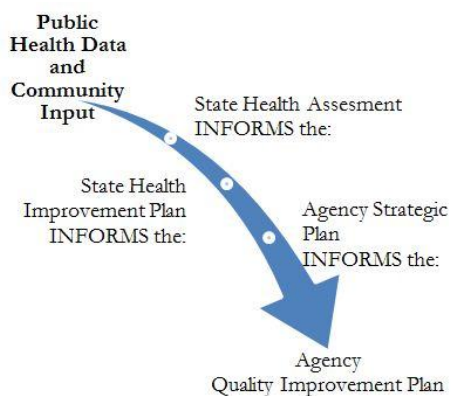 Public
Health Data
and
Community
Input
State Health Assesment
INFORMS the:
State Health
Improvement Plan
INFORMS the:
Agency Strategic
Plan
INFORMS the:
Agency
Quality Improvement Plan